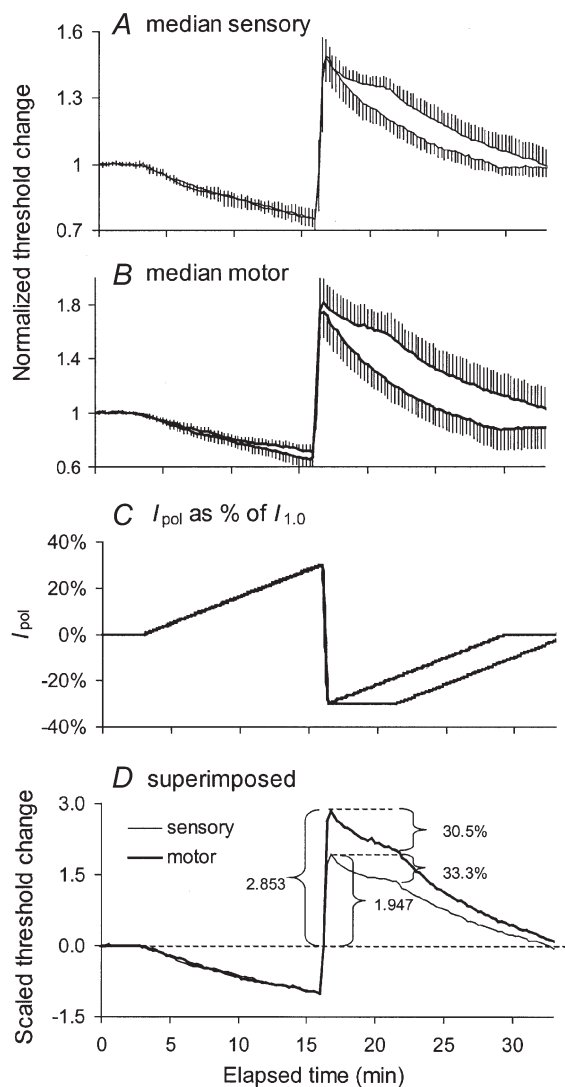 A median sensory
1.6
1.3
1
0.7
Normalized threshold change
B median motor
1.8
1.4
1
0.6
C Ipol as % of I1.0
40%
20%
0%
-20%
-40%
Ipol
D superimposed
3.0
1.5
0.0
-1.5
Scaled threshold change
sensory
motor
2.853
1.947
30.5%
33.3%
0 5 10 15 20 25 30
Elapsed time (min)